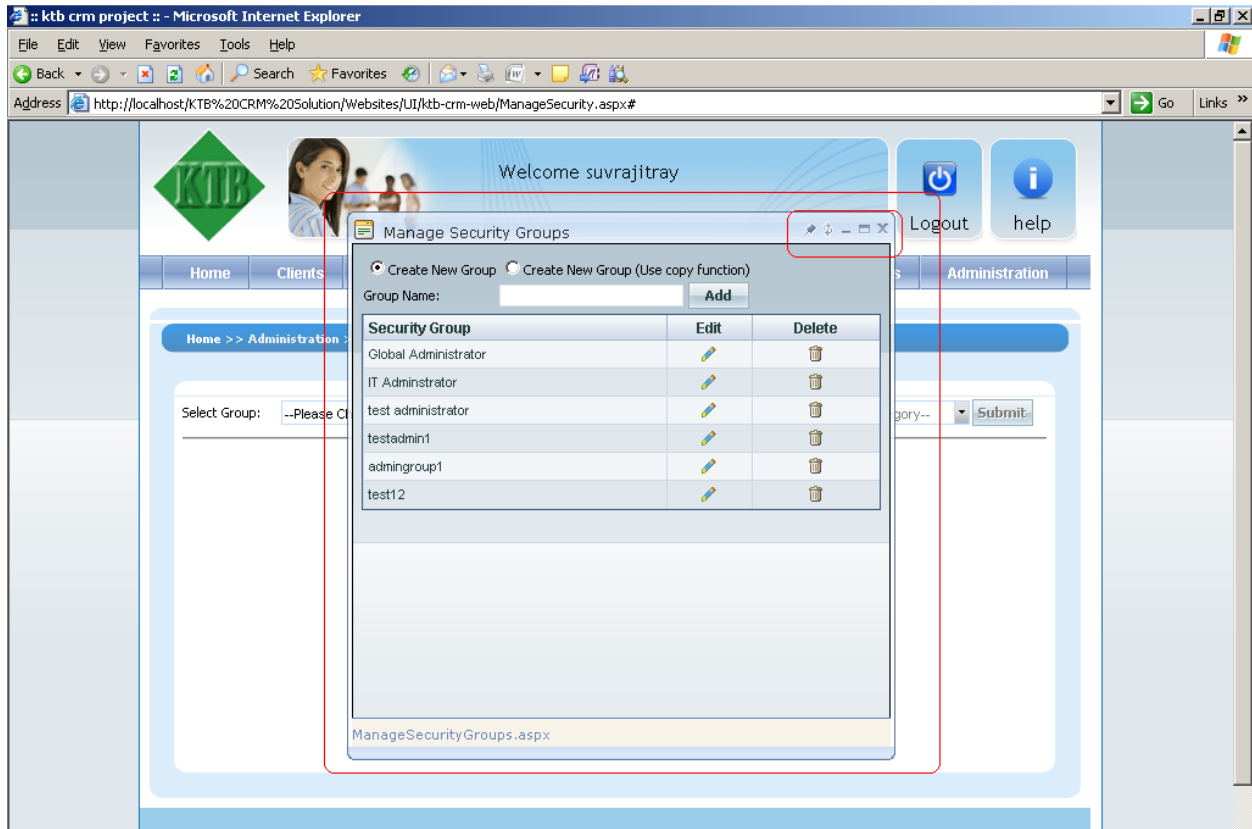 :: ktb crm project :: - Microsoft Internet Explorer
File Edit View Favorites Tools Help
Back Search Favorites
Address http://localhost/KTB%20CRM%20Solution/Websites/UI/ktb-crm-web/ManageSecurity.aspx# Go Links »
KTB
Welcome suvrajitray
Logout help
Manage Security Groups
Home Clients s Administration
Create New Group Create New Group (Use copy function)
Group Name: Add
Security Group Edit Delete
Home >> Administration >
Global Administrator
IT Adminstrator
test administrator
Select Group: --Please Ch gory-- Submit
testadmin1
admingroup1
test12
ManageSecurityGroups.aspx